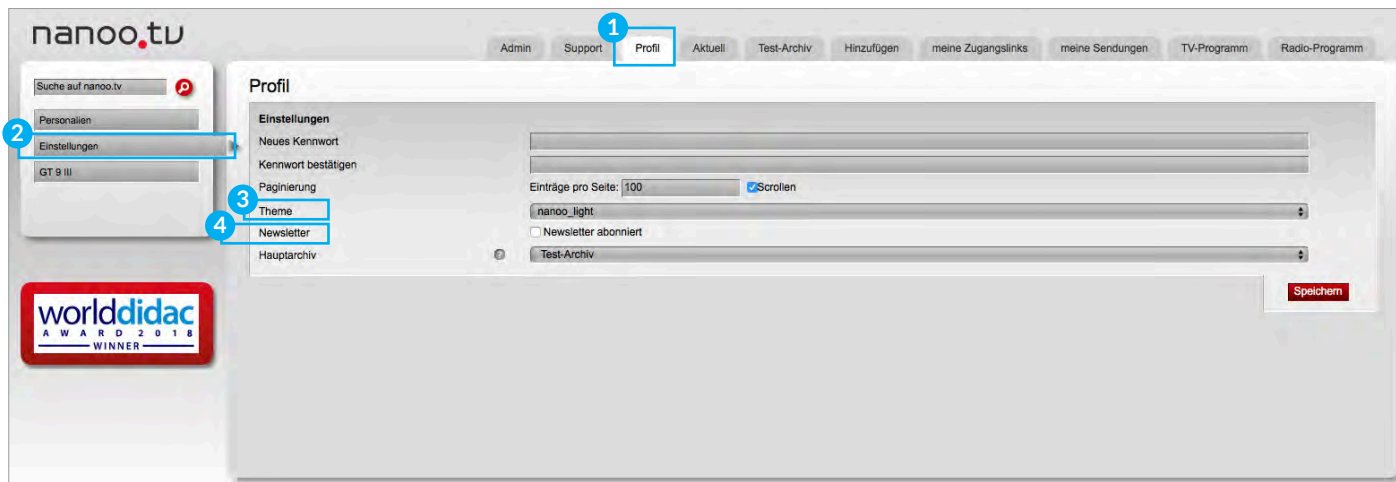 nanoo.tv
1
Admin Support Profil Aktuell Test-Archiv Hinzufügen meine Zugangslinks meine Sendungen TV-Programm Radio-Programm
Suche auf nanoo.tv
Personalien
2
Einstellungen
GT 9 III
Profil
Einstellungen
Neues Kennwort
Kennwort bestätigen
Paginierung Einträge pro Seite: 100 Scrollen
3
Theme nanoo_light
4
Newsletter Newsletter abonniert
Hauptarchiv ? Test-Archiv
Speichern
worlddidac
AWARD 2018
WINNER